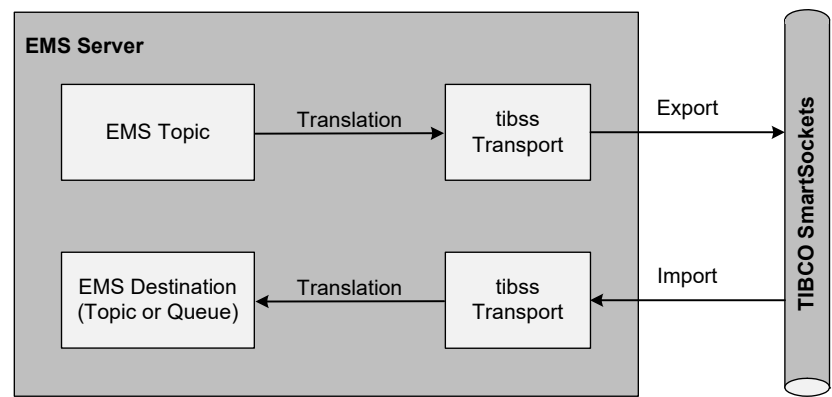 EMS Server
EMS Topic
Translation
tibss
Transport
Export
EMS Destination
(Topic or Queue)
Translation
tibss
Transport
Import
TIBCO SmartSockets